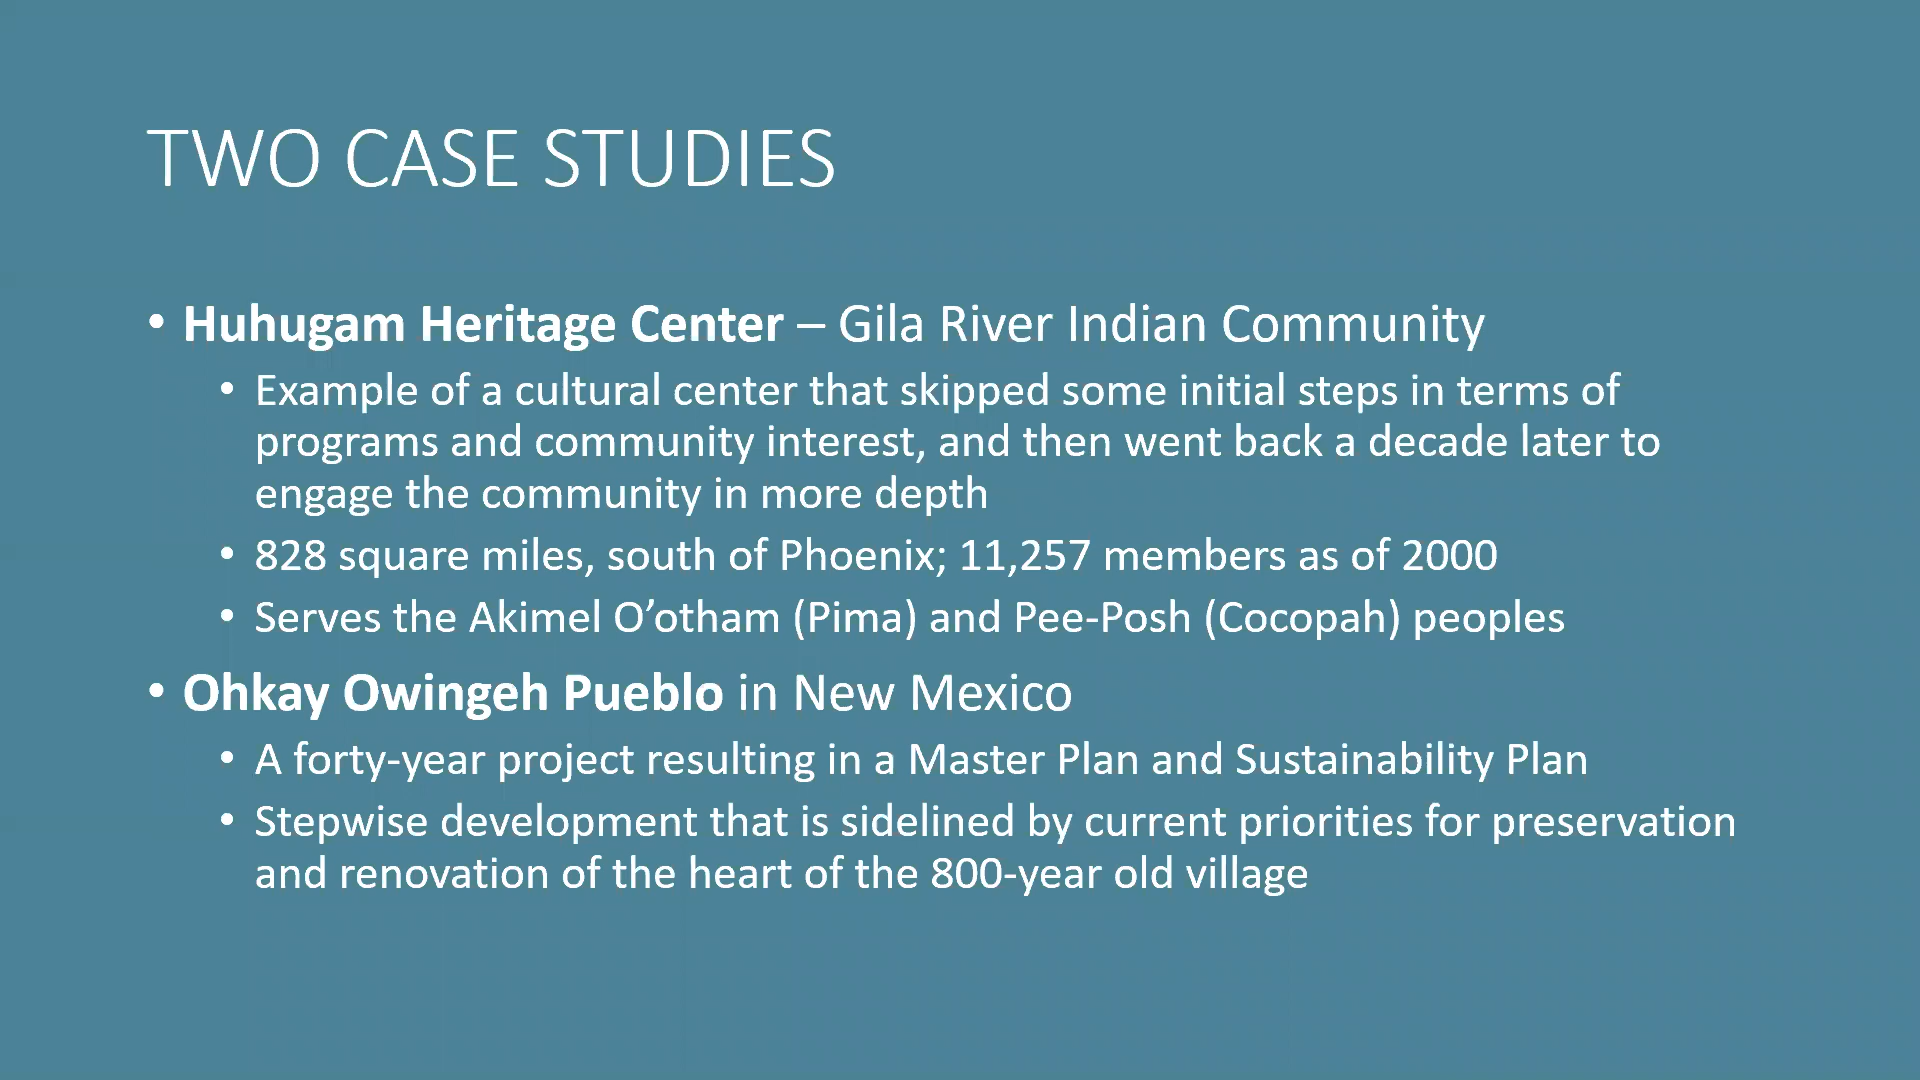 TWO CASE STUDIES
• Huhugam Heritage Center – Gila River Indian Community
• Example of a cultural center that skipped some initial steps in terms of
programs and community interest, and then went back a decade later to
engage the community in more depth
• 828 square miles, south of Phoenix; 11,257 members as of 2000
• Serves the Akimel O’otham (Pima) and Pee-Posh (Cocopah) peoples
• Ohkay Owingeh Pueblo in New Mexico
• A forty-year project resulting in a Master Plan and Sustainability Plan
• Stepwise development that is sidelined by current priorities for preservation
and renovation of the heart of the 800-year old village